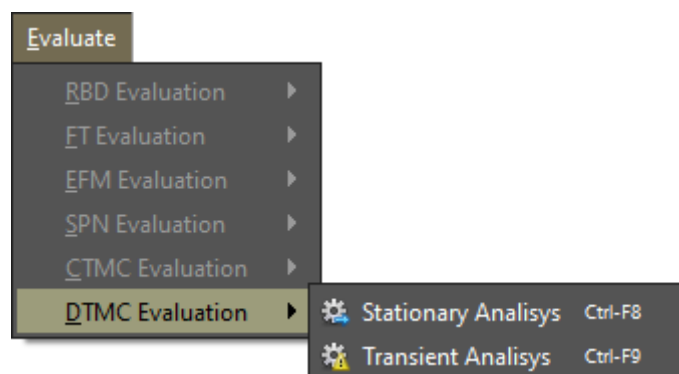 Evaluate
RBD Evaluation
FT Evaluation
EFM Evaluation
SPN Evaluation
CTMC Evaluation
DTMC Evaluation
Stationary Analisys Ctrl-F8
Transient Analisys Ctrl-F9